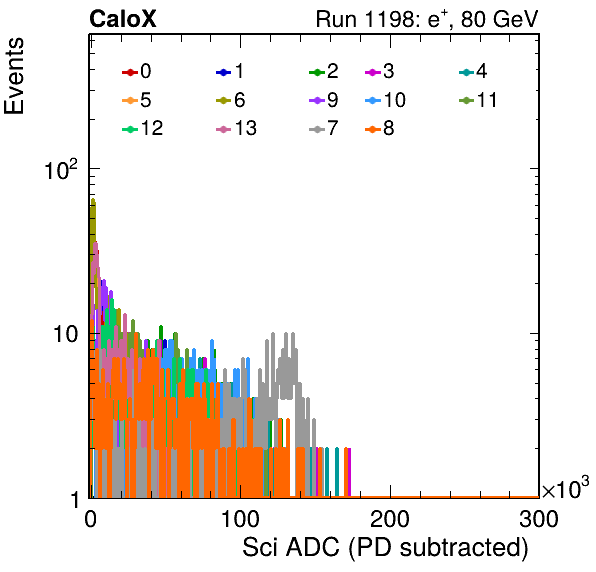 CaloX Run 1198: e⁺, 80 GeV
Events
0 1 2 3 4
5 6 9 10 11
12 13 7 8
10²
10
1
0 100 200 300
×10³
Sci ADC (PD subtracted)